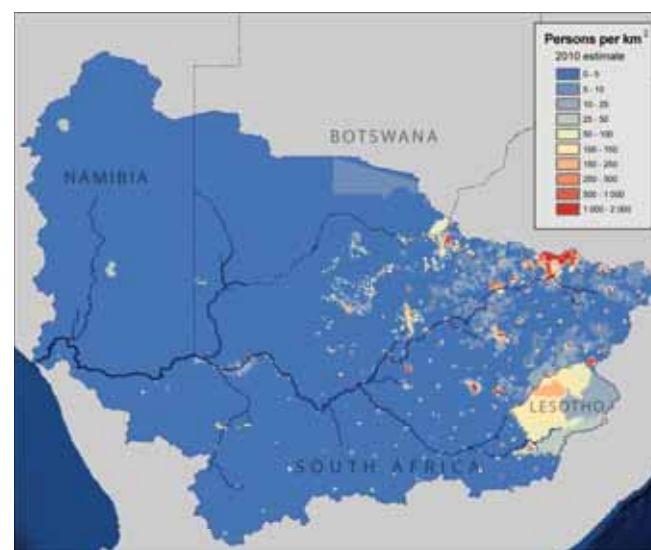 Persons per km²
2010 estimate
0 - 5
5 - 10
10 - 25
25 - 50
50 - 100
100 - 150
150 - 250
250 - 500
500 - 1 000
1 000 - 2 000
BOTSWANA
NAMIBIA
LESOTHO
SOUTH AFRICA